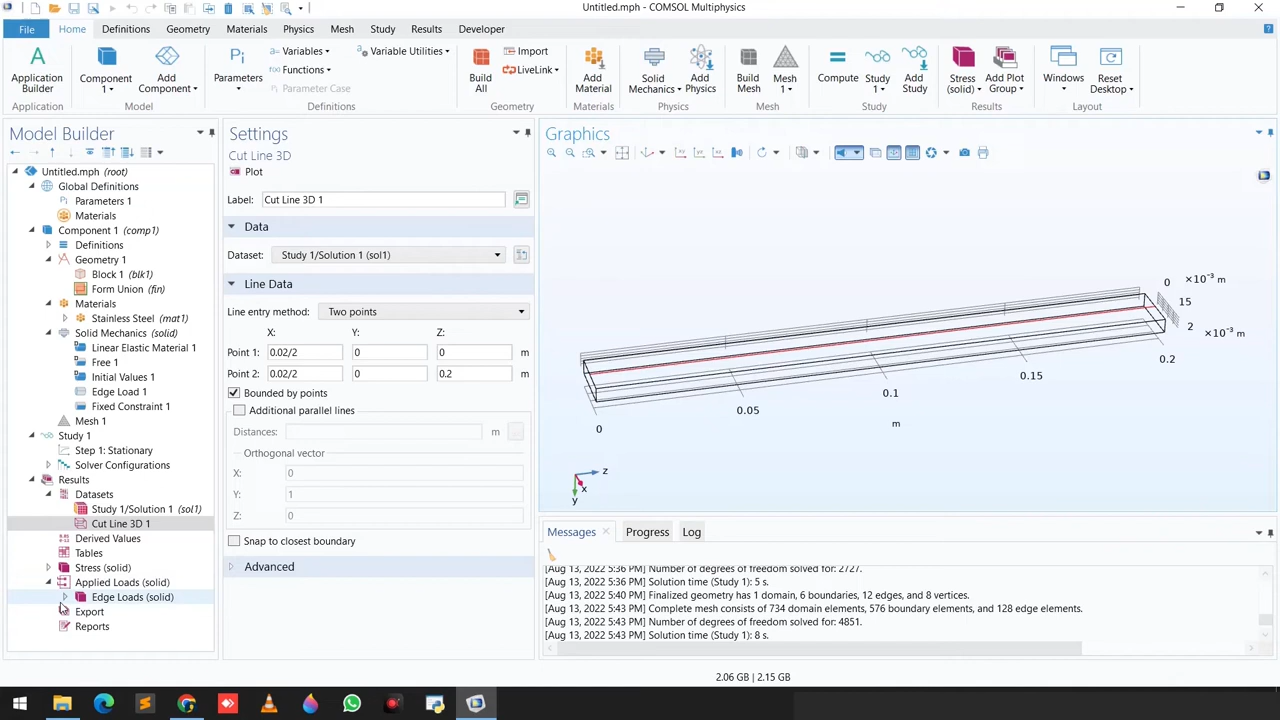 Untitled.mph - COMSOL Multiphysics
File Home Definitions Geometry Materials Physics Mesh Study Results Developer
Application Builder
Application
Component 1
Add Component
Model
Parameters
a= Variables
f(x) Functions
Pi Parameter Case
Variable Utilities
Definitions
Build All
Import
LiveLink
Geometry
Add Material
Materials
Solid Mechanics
Add Physics
Physics
Build Mesh
Mesh 1
Mesh
Compute
Study 1
Add Study
Study
Stress (solid)
Add Plot Group
Results
Windows
Reset Desktop
Layout
Model Builder
Untitled.mph (root)
Global Definitions
Parameters 1
Materials
Component 1 (comp1)
Definitions
Geometry 1
Block 1 (blk1)
Form Union (fin)
Materials
Stainless Steel (mat1)
Solid Mechanics (solid)
Linear Elastic Material 1
Free 1
Initial Values 1
Edge Load 1
Fixed Constraint 1
Mesh 1
Study 1
Step 1: Stationary
Solver Configurations
Results
Datasets
Study 1/Solution 1 (sol1)
Cut Line 3D 1
Derived Values
Tables
Stress (solid)
Applied Loads (solid)
Edge Loads (solid)
Export
Reports
Settings
Cut Line 3D
Plot
Label: Cut Line 3D 1
Data
Dataset: Study 1/Solution 1 (sol1)
Line Data
Line entry method: Two points
X: Y: Z:
Point 1: 0.02/2 0 0 m
Point 2: 0.02/2 0 0.2 m
Bounded by points
Additional parallel lines
Distances: m
Orthogonal vector
X: 0
Y: 1
Z: 0
Snap to closest boundary
Advanced
Graphics
0 ×10⁻³ m
15
2 ×10⁻³ m
0.2
0.15
0.1
0.05
0
m
z
x
y
Messages Progress Log
[Aug 13, 2022 5:36 PM] Number of degrees of freedom solved for: 2727.
[Aug 13, 2022 5:36 PM] Solution time (Study 1): 5 s.
[Aug 13, 2022 5:40 PM] Finalized geometry has 1 domain, 6 boundaries, 12 edges, and 8 vertices.
[Aug 13, 2022 5:43 PM] Complete mesh consists of 734 domain elements, 576 boundary elements, and 128 edge elements.
[Aug 13, 2022 5:43 PM] Number of degrees of freedom solved for: 4851.
[Aug 13, 2022 5:43 PM] Solution time (Study 1): 8 s.
2.06 GB | 2.15 GB